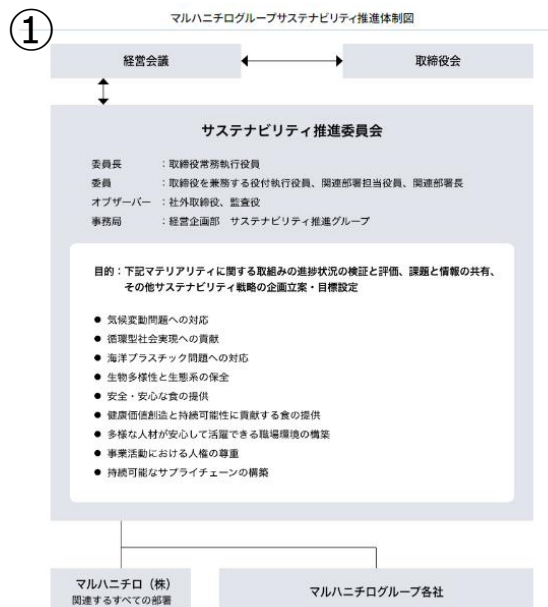 ①
マルハニチログループサステナビリティ推進体制図
経営会議
取締役会
サステナビリティ推進委員会
委員長 :取締役常務執行役員
委員 :取締役を兼務する役付執行役員、関連部署担当役員、関連部署長
オブザーバー :社外取締役、監査役
事務局 :経営企画部 サステナビリティ推進グループ
目的:下記マテリアリティに関する取組みの進捗状況の検証と評価、課題と情報の共有、
その他サステナビリティ戦略の企画立案・目標設定
● 気候変動問題への対応
● 循環型社会実現への貢献
● 海洋プラスチック問題への対応
● 生物多様性と生態系の保全
● 安全・安心な食の提供
● 健康価値創造と持続可能性に貢献する食の提供
● 多様な人材が安心して活躍できる職場環境の構築
● 事業活動における人権の尊重
● 持続可能なサプライチェーンの構築
マルハニチロ(株)
関連するすべての部署
マルハニチログループ各社